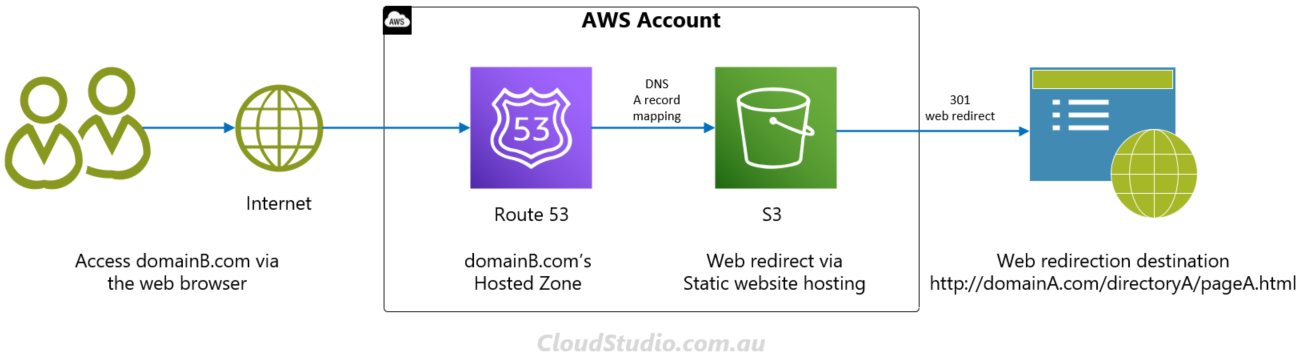 AWS
AWS Account
DNS
A record
mapping
301
web redirect
53
Internet
Route 53
S3
Access domainB.com via
the web browser
domainB.com's
Hosted Zone
Web redirect via
Static website hosting
Web redirection destination
http://domainA.com/directoryA/pageA.html
CloudStudio.com.au